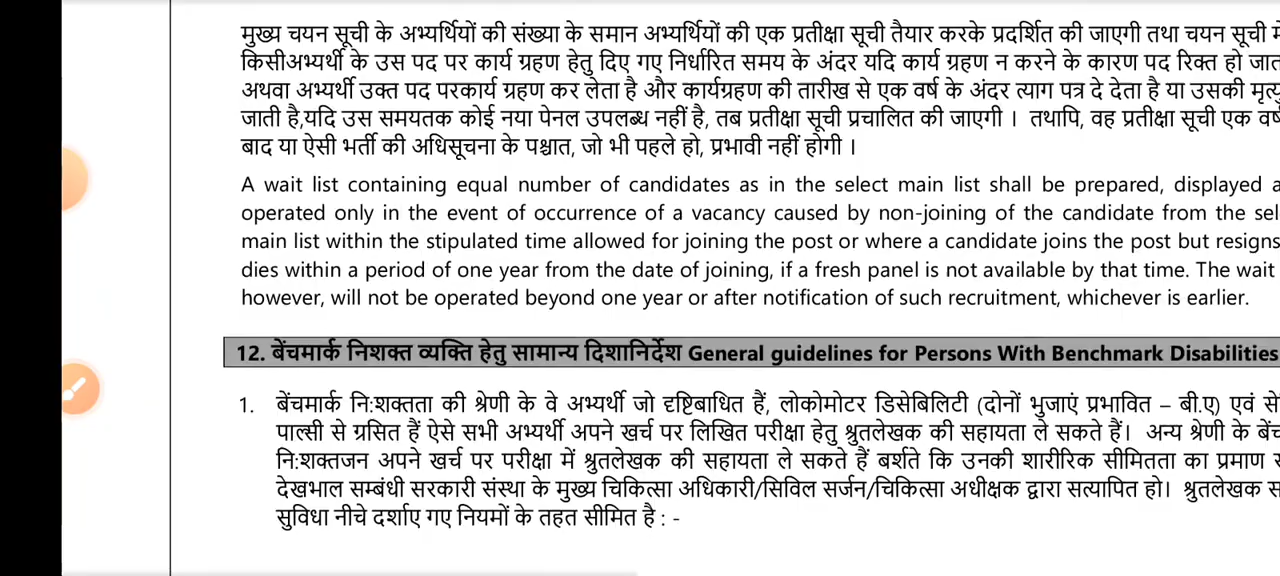 मुख्य चयन सूची के अभ्यर्थियों की संख्या के समान अभ्यर्थियों की एक प्रतीक्षा सूची तैयार करके प्रदर्शित की जाएगी तथा चयन सूची
किसीअभ्यर्थी के उस पद पर कार्य ग्रहण हेतु दिए गए निर्धारित समय के अंदर यदि कार्य ग्रहण न करने के कारण पद रिक्त हो
अथवा अभ्यर्थी उक्त पद परकार्य ग्रहण कर लेता है और कार्यग्रहण की तारीख से एक वर्ष के अंदर त्याग पत्र दे देता है या उसकी
जाती है,यदि उस समयतक कोई नया पेनल उपलब्ध नहीं है, तब प्रतीक्षा सूची प्रचालित की जाएगी । तथापि, वह प्रतीक्षा सूची एक वर्ष
बाद या ऐसी भर्ती की अधिसूचना के पश्चात, जो भी पहले हो, प्रभावी नहीं होगी ।
A wait list containing equal number of candidates as in the select main list shall be prepared, displayed
operated only in the event of occurrence of a vacancy caused by non-joining of the candidate from the
main list within the stipulated time allowed for joining the post or where a candidate joins the post but resigns
dies within a period of one year from the date of joining, if a fresh panel is not available by that time. The wait
however, will not be operated beyond one year or after notification of such recruitment, whichever is earlier.
12. बेंचमार्क निशक्त व्यक्ति हेतु सामान्य दिशानिर्देश General guidelines for Persons With Benchmark Disabilities
1. बेंचमार्क नि:शक्तता की श्रेणी के वे अभ्यर्थी जो दृष्टिबाधित हैं, लोकोमोटर डिसेबिलिटी (दोनों भुजाएं प्रभावित – बी.ए) एवं
पाल्सी से ग्रसित हैं ऐसे सभी अभ्यर्थी अपने खर्च पर लिखित परीक्षा हेतु श्रुतलेखक की सहायता ले सकते हैं। अन्य श्रेणी के
नि:शक्तजन अपने खर्च पर परीक्षा में श्रुतलेखक की सहायता ले सकते हैं बशर्ते कि उनकी शारीरिक सीमितता का प्रमाण
देखभाल सम्बंधी सरकारी संस्था के मुख्य चिकित्सा अधिकारी/सिविल सर्जन/चिकित्सा अधीक्षक द्वारा सत्यापित हो। श्रुतलेखक
सुविधा नीचे दर्शाए गए नियमों के तहत सीमित है : -